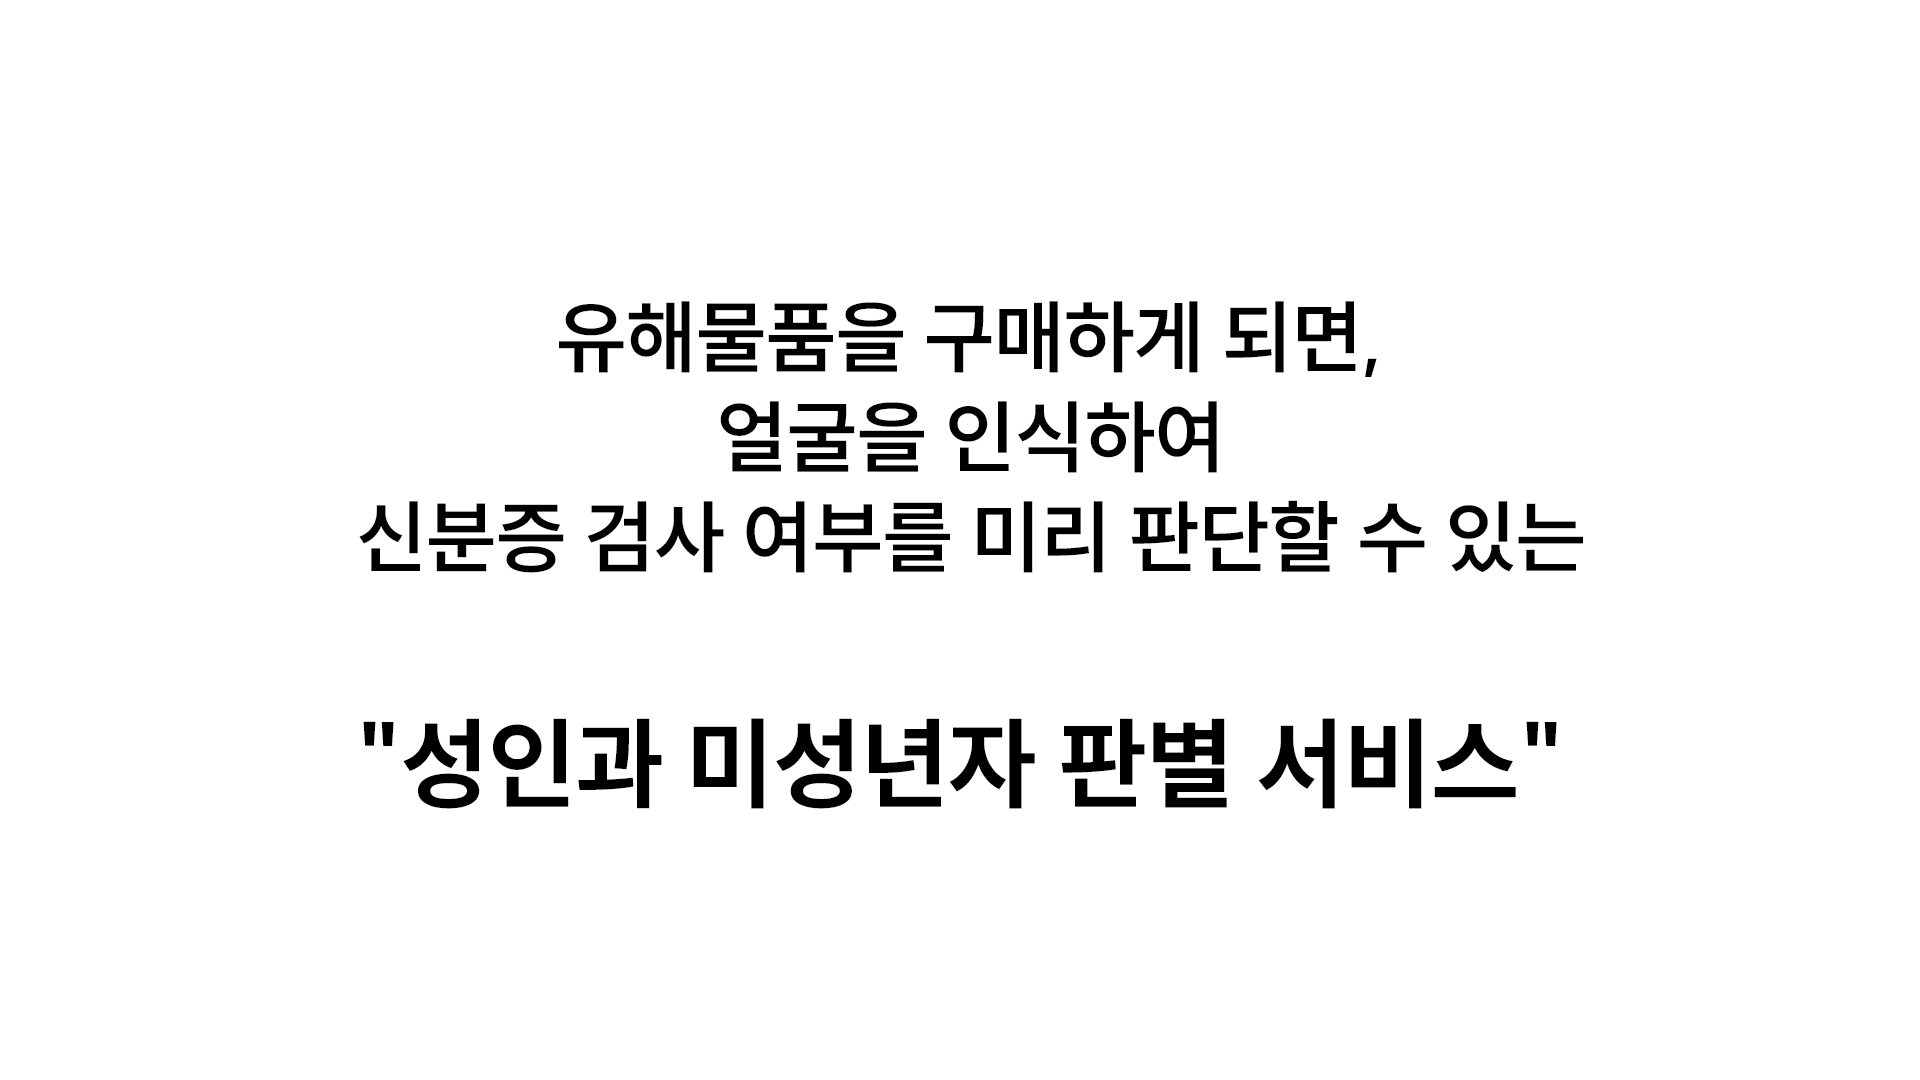 유해물품을 구매하게 되면,
얼굴을 인식하여
신분증 검사 여부를 미리 판단할 수 있는
"성인과 미성년자 판별 서비스"